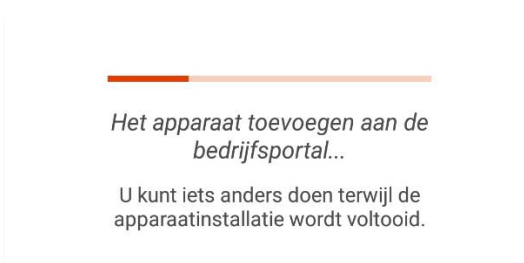 Het apparaat toevoegen aan de
bedrijfsportal...
U kunt iets anders doen terwijl de
apparaatinstallatie wordt voltooid.